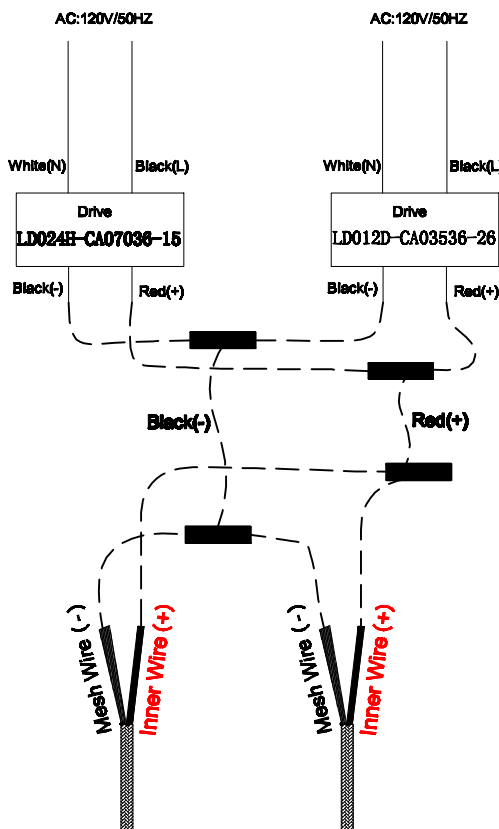 AC:120V/50HZ
AC:120V/50HZ
White(N)
Black(L)
White(N)
Black(L)
Drive
LD024H-CA07036-15
Drive
LD012D-CA03536-26
Black(-)
Red(+)
Black(-)
Red(+)
Black(-)
Red(+)
Mesh Wire (-)
Inner Wire (+)
Mesh Wire (-)
Inner Wire (+)